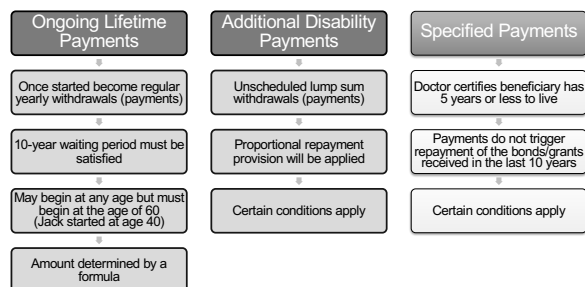 Ongoing Lifetime
Payments
Once started become regular
yearly withdrawals (payments)
10-year waiting period must be
satisfied
May begin at any age but must
begin at the age of 60
(Jack started at age 40)
Amount determined by a
formula
Additional Disability
Payments
Unscheduled lump sum
withdrawals (payments)
Proportional repayment
provision will be applied
Certain conditions apply
Specified Payments
Doctor certifies beneficiary has
5 years or less to live
Payments do not trigger
repayment of the bonds/grants
received in the last 10 years
Certain conditions apply